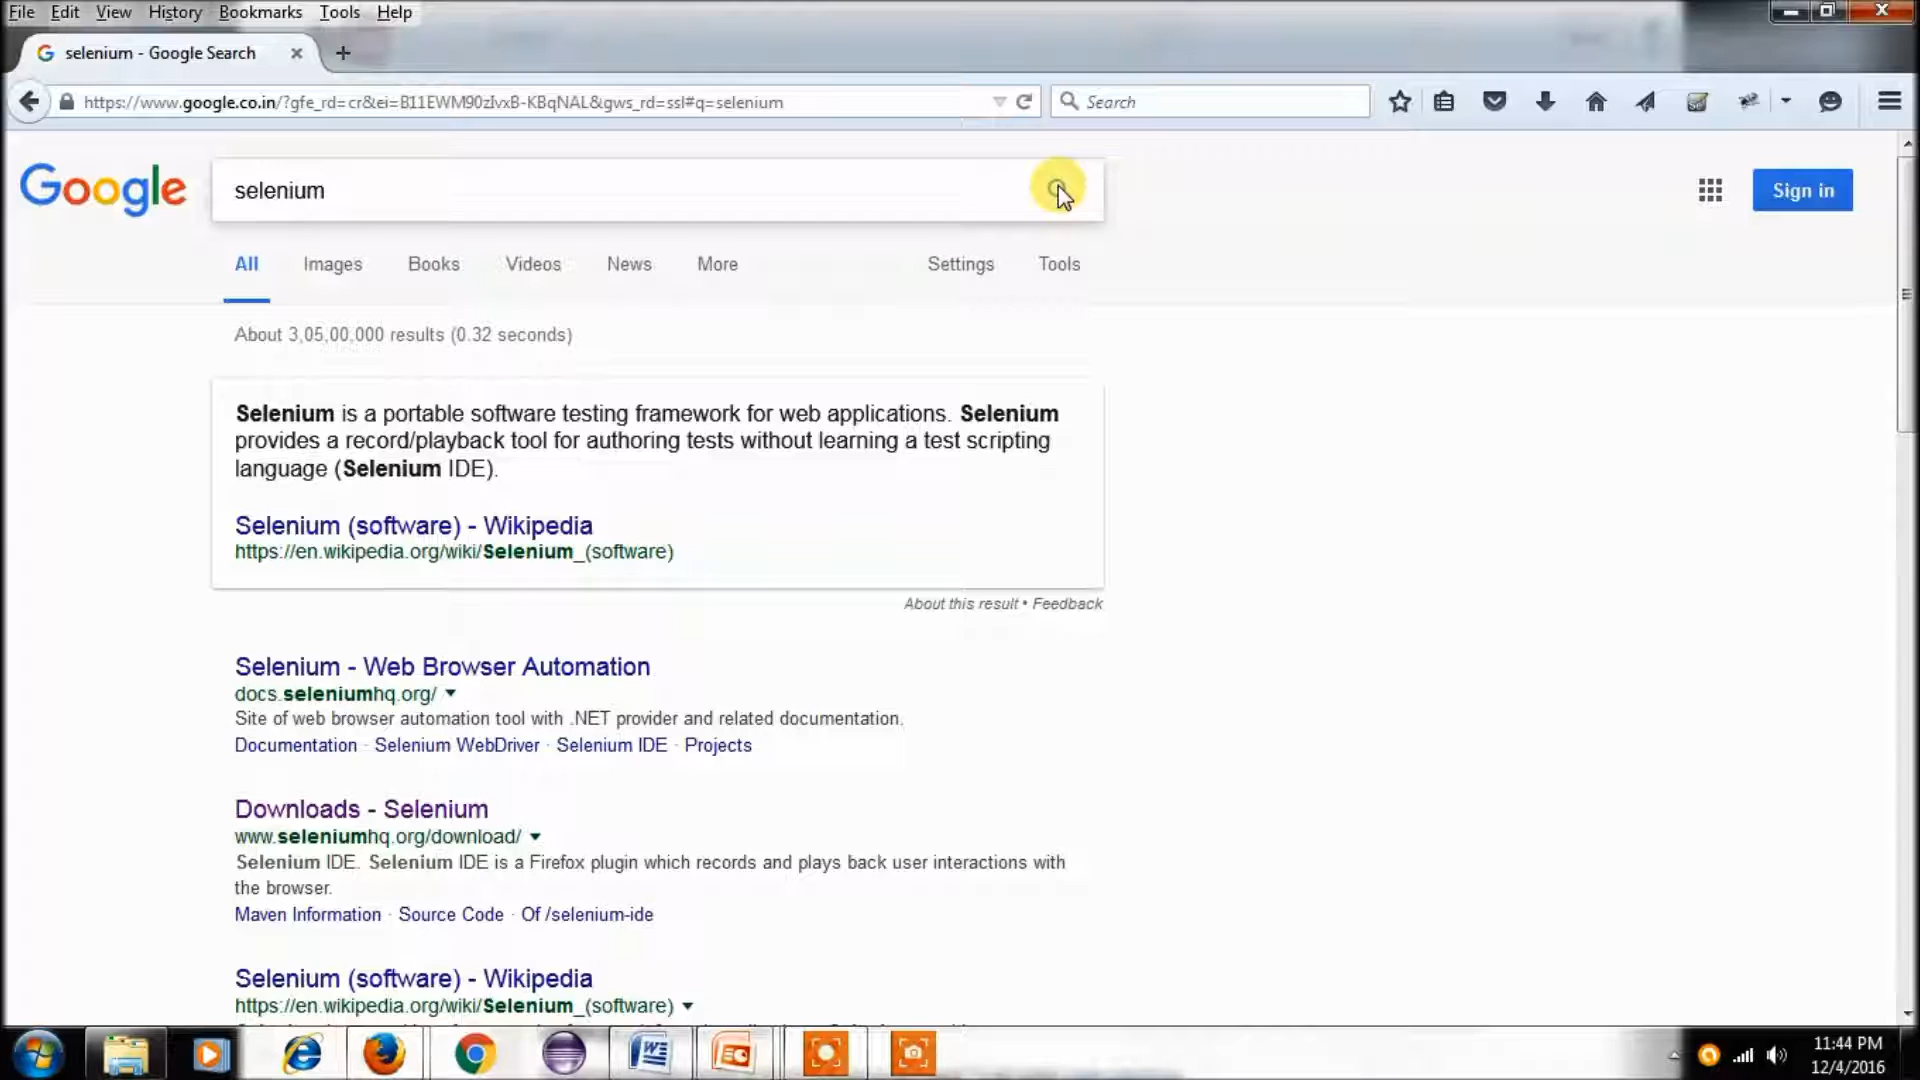 File Edit View History Bookmarks Tools Help
selenium - Google Search
https://www.google.co.in/?gfe_rd=cr&ei=B11EWM90zIvxB-KBqNAL&gws_rd=ssl#q=selenium
Search
Google
selenium
Sign in
All Images Books Videos News More Settings Tools
About 3,05,00,000 results (0.32 seconds)
Selenium is a portable software testing framework for web applications. Selenium
provides a record/playback tool for authoring tests without learning a test scripting
language (Selenium IDE).
Selenium (software) - Wikipedia
https://en.wikipedia.org/wiki/Selenium_(software)
About this result • Feedback
Selenium - Web Browser Automation
docs.seleniumhq.org/
Site of web browser automation tool with .NET provider and related documentation.
Documentation · Selenium WebDriver · Selenium IDE · Projects
Downloads - Selenium
www.seleniumhq.org/download/
Selenium IDE. Selenium IDE is a Firefox plugin which records and plays back user interactions with
the browser.
Maven Information · Source Code · Of /selenium-ide
Selenium (software) - Wikipedia
https://en.wikipedia.org/wiki/Selenium_(software)
11:44 PM
12/4/2016